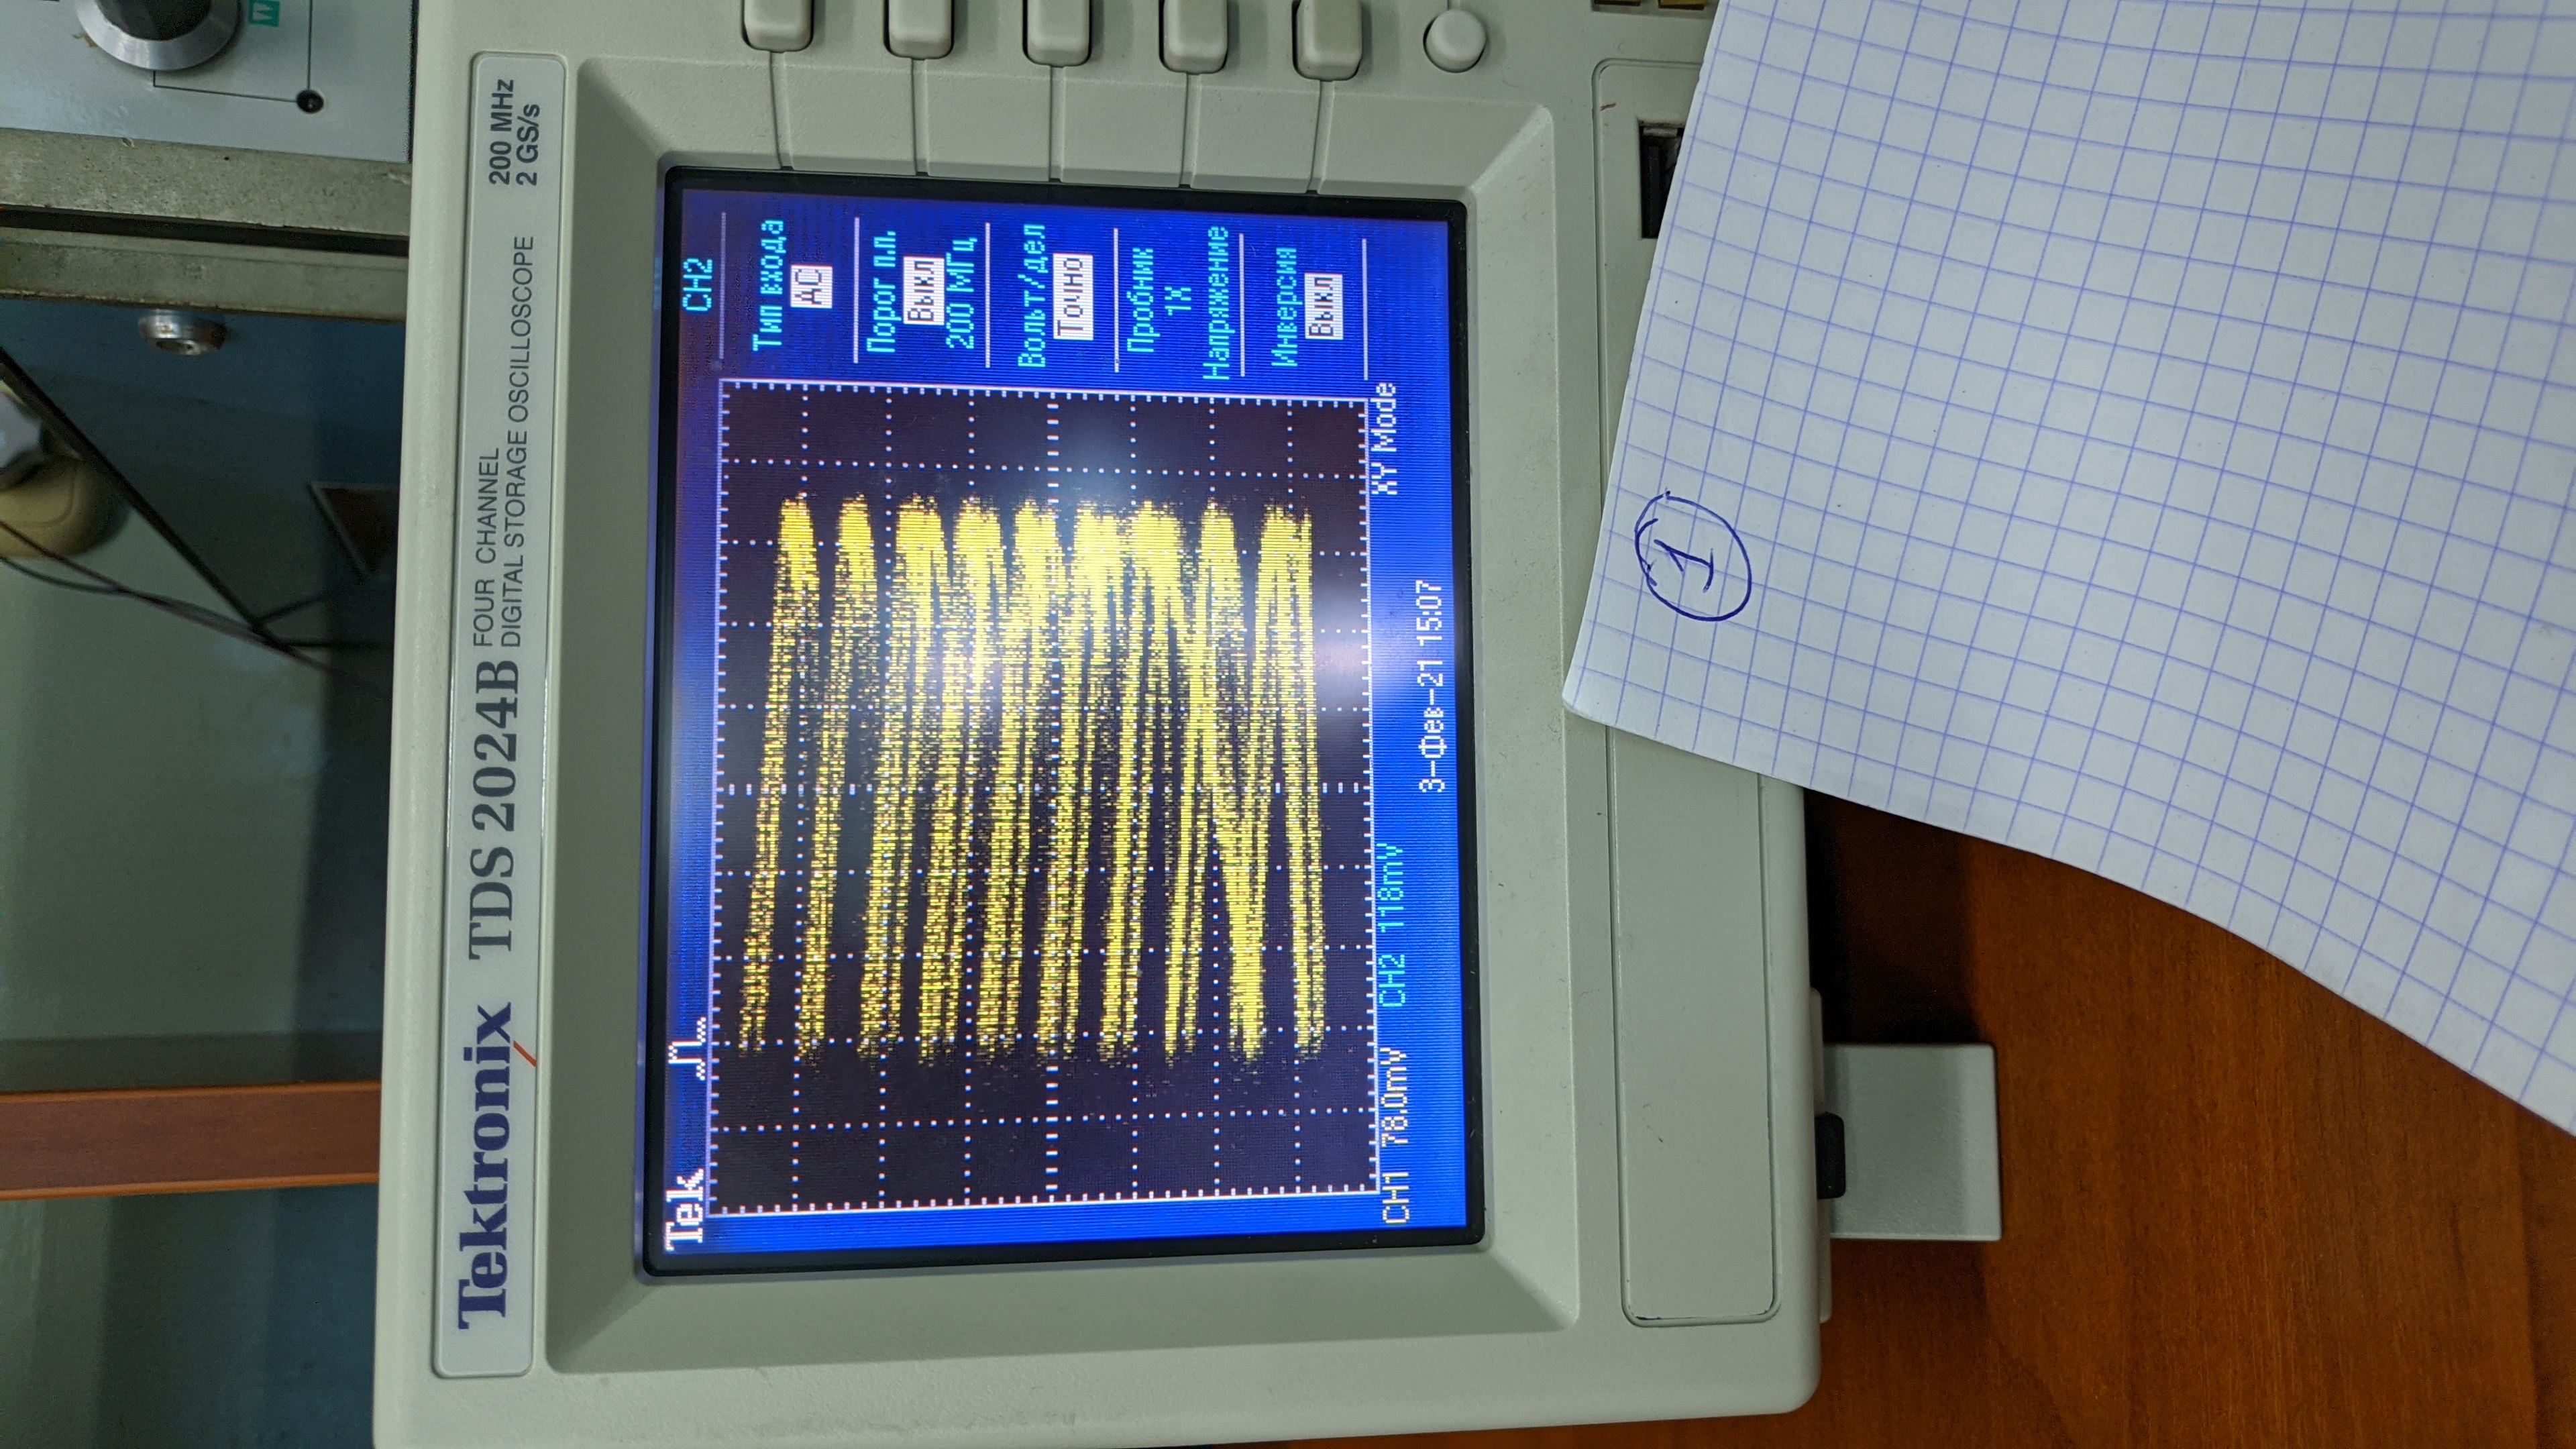 Tektronix TDS 2024B FOUR CHANNEL
DIGITAL STORAGE OSCILLOSCOPE
200 MHz
2 GS/s
Tek
CH2
Тип входа
AC
Порог п.п.
Выкл
200 МГц
Вольт/дел
Точно
Пробник
1X
Напряжение
Инверсия
Выкл
CH1 78.0mV CH2 118mV XY Mode
3-Фев-21 15:07
1